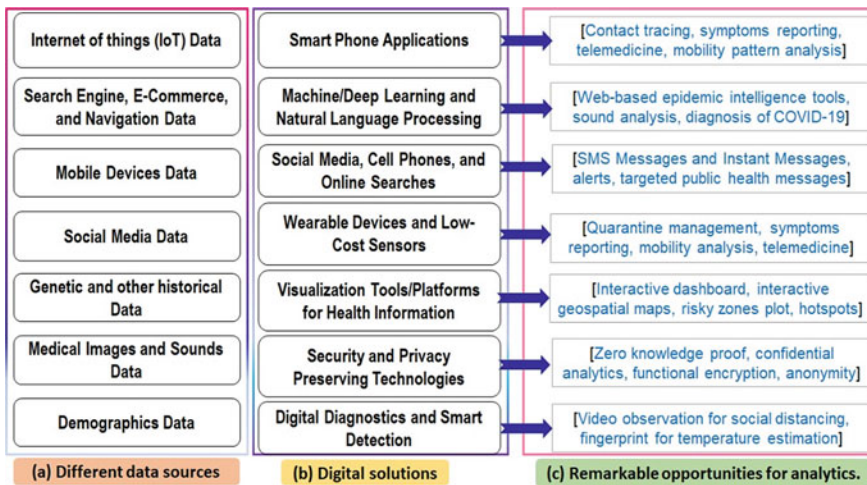 Internet of things (IoT) Data
Search Engine, E-Commerce,
and Navigation Data
Mobile Devices Data
Social Media Data
Genetic and other historical
Data
Medical Images and Sounds
Data
Demographics Data
(a) Different data sources
Smart Phone Applications
Machine/Deep Learning and
Natural Language Processing
Social Media, Cell Phones, and
Online Searches
Wearable Devices and Low-
Cost Sensors
Visualization Tools/Platforms
for Health Information
Security and Privacy
Preserving Technologies
Digital Diagnostics and Smart
Detection
(b) Digital solutions
[Contact tracing, symptoms reporting,
telemedicine, mobility pattern analysis]
[Web-based epidemic intelligence tools,
sound analysis, diagnosis of COVID-19]
[SMS Messages and Instant Messages,
alerts, targeted public health messages]
[Quarantine management, symptoms
reporting, mobility analysis, telemedicine]
[Interactive dashboard, interactive
geospatial maps, risky zones plot, hotspots]
[Zero knowledge proof, confidential
analytics, functional encryption, anonymity]
[Video observation for social distancing,
fingerprint for temperature estimation]
(c) Remarkable opportunities for analytics.